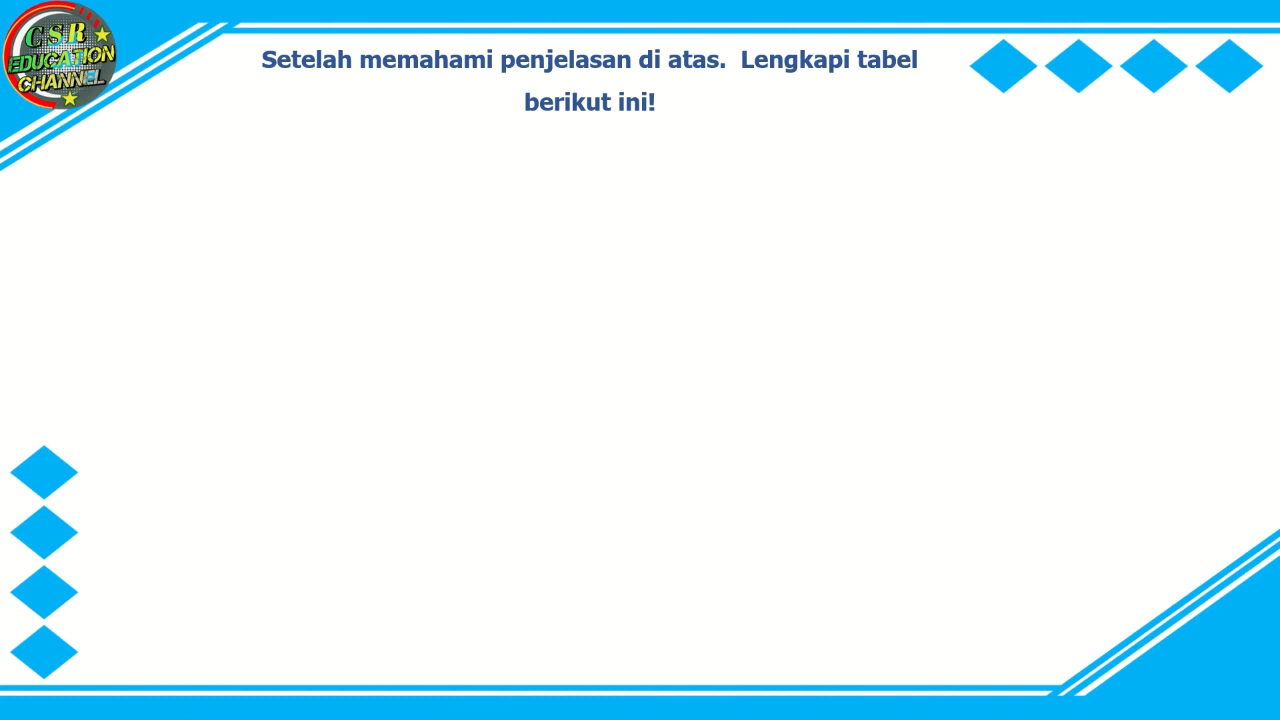 CSR
EDUCATION
CHANNEL
Setelah memahami penjelasan di atas. Lengkapi tabel
berikut ini!